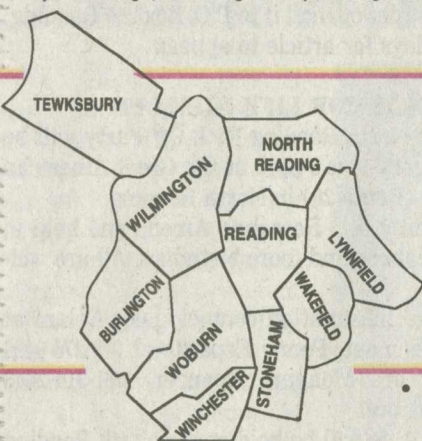 TEWKSBURY
NORTH
READING
WILMINGTON
READING
LYNNFIELD
BURLINGTON
WAKEFIELD
WOBURN
STONEHAM
WINCHESTER